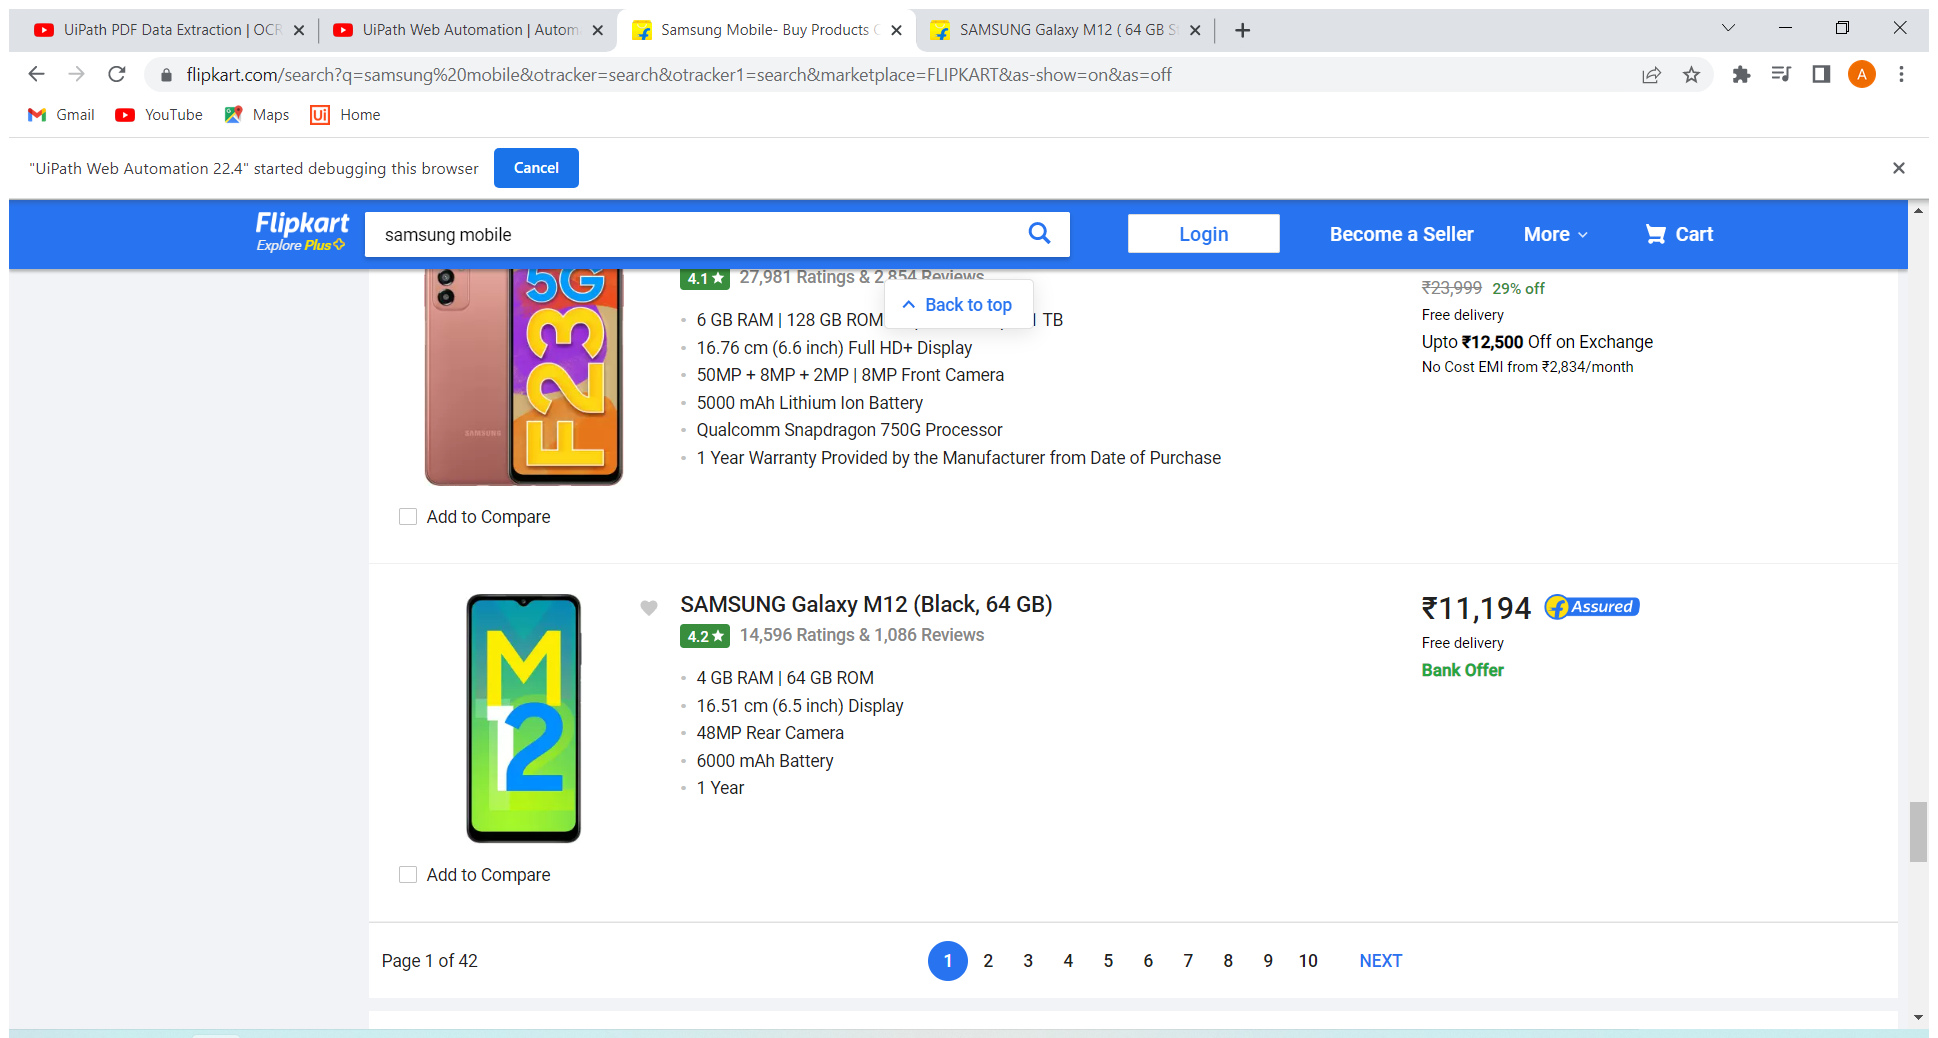 UiPath PDF Data Extraction | OCR
UiPath Web Automation | Autom
Samsung Mobile- Buy Products
SAMSUNG Galaxy M12 ( 64 GB S
flipkart.com/search?q=samsung%20mobile&otracker=search&otracker1=search&marketplace=FLIPKART&as-show=on&as=off
A
Gmail
YouTube
Maps
Ui Home
"UiPath Web Automation 22.4" started debugging this browser
Cancel
Flipkart
Explore Plus
samsung mobile
Login
Become a Seller
More
Cart
4.1★ 27,981 Ratings & 2,854 Reviews
Back to top
6 GB RAM | 128 GB ROM 1 TB
16.76 cm (6.6 inch) Full HD+ Display
50MP + 8MP + 2MP | 8MP Front Camera
5000 mAh Lithium Ion Battery
Qualcomm Snapdragon 750G Processor
1 Year Warranty Provided by the Manufacturer from Date of Purchase
₹23,999 29% off
Free delivery
Upto ₹12,500 Off on Exchange
No Cost EMI from ₹2,834/month
F23 5G
SAMSUNG
Add to Compare
M
12
SAMSUNG Galaxy M12 (Black, 64 GB)
4.2★ 14,596 Ratings & 1,086 Reviews
4 GB RAM | 64 GB ROM
16.51 cm (6.5 inch) Display
48MP Rear Camera
6000 mAh Battery
1 Year
₹11,194 f Assured
Free delivery
Bank Offer
Add to Compare
Page 1 of 42
1 2 3 4 5 6 7 8 9 10 NEXT